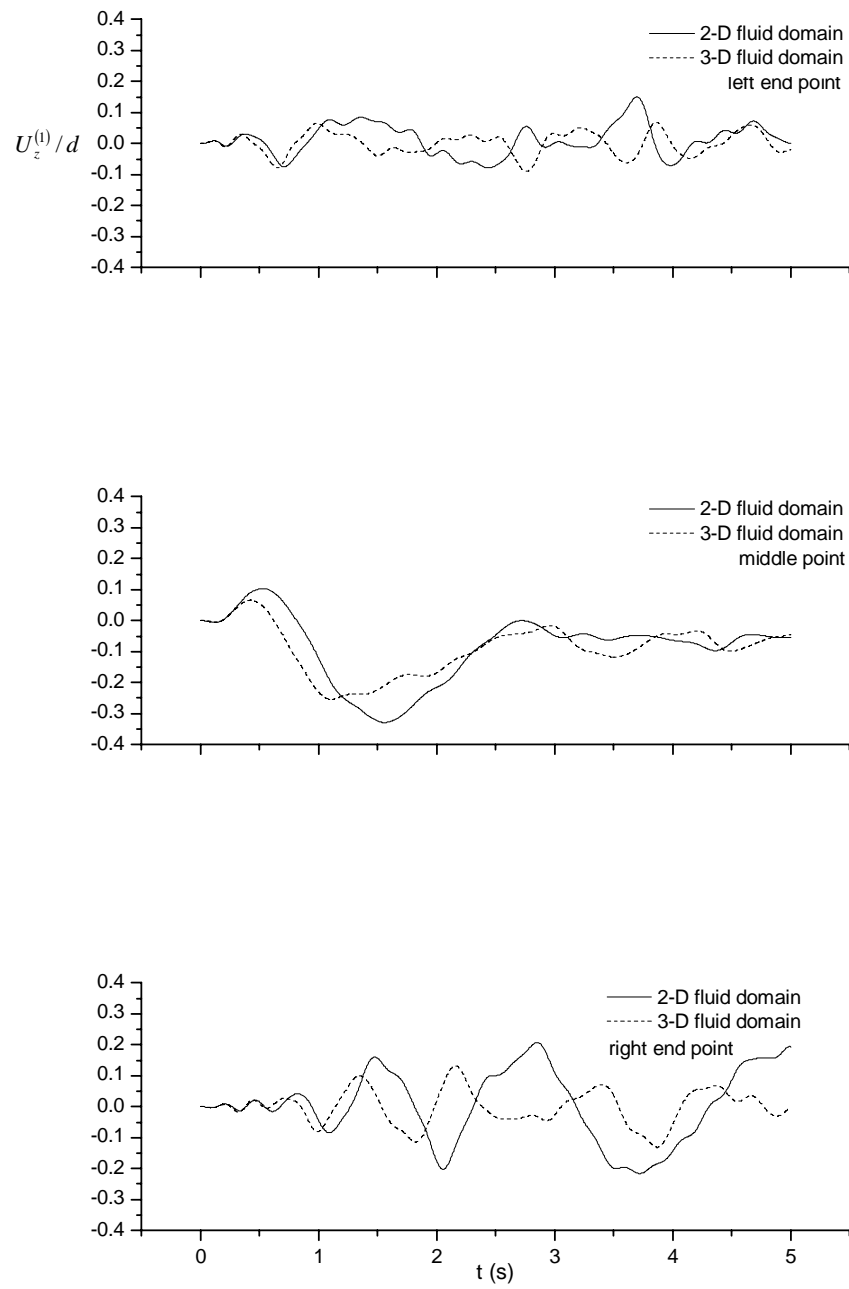 0.4
0.3
0.2
0.1
0.0
-0.1
-0.2
-0.3
-0.4
U_z^(1)/d
2-D fluid domain
3-D fluid domain
left end point
0.4
0.3
0.2
0.1
0.0
-0.1
-0.2
-0.3
-0.4
2-D fluid domain
3-D fluid domain
middle point
0.4
0.3
0.2
0.1
0.0
-0.1
-0.2
-0.3
-0.4
2-D fluid domain
3-D fluid domain
right end point
0 1 2 3 4 5
t (s)